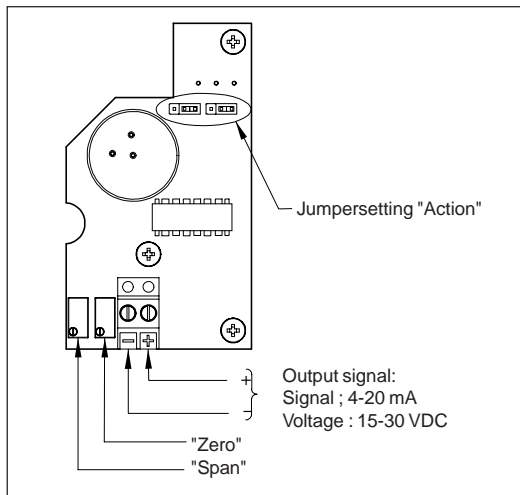 Jumpersetting "Action"
− +
+
Output signal:
Signal ; 4-20 mA
−
Voltage : 15-30 VDC
"Zero"
"Span"